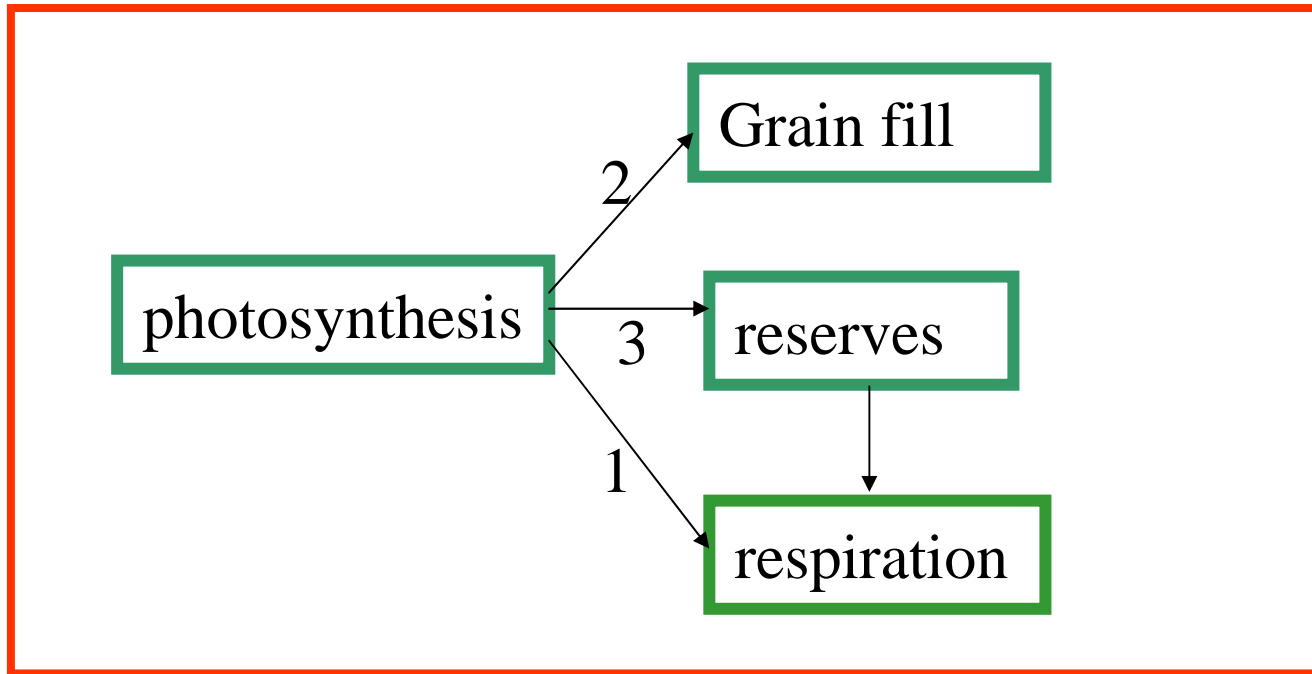 Grain fill
2
photosynthesis
3
reserves
1
respiration